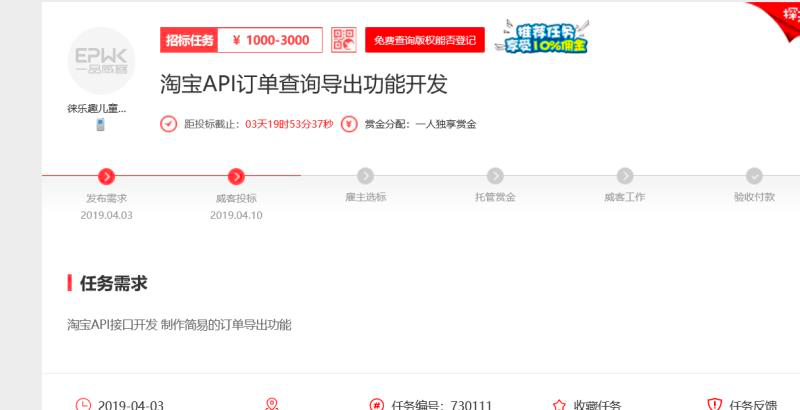 招标任务 ¥ 1000-3000 免费查询版权能否登记 推荐任务
享受10%佣金
EPWK
一品威客
淘宝API订单查询导出功能开发
徕乐趣儿童...
距投标截止：03天19时53分37秒 赏金分配：一人独享赏金
发布需求 威客投标 雇主选标 托管赏金 威客工作 验收付款
2019.04.03 2019.04.10
任务需求
淘宝API接口开发 制作简易的订单导出功能
2019-04-03 任务编号：730111 收藏任务 任务反馈